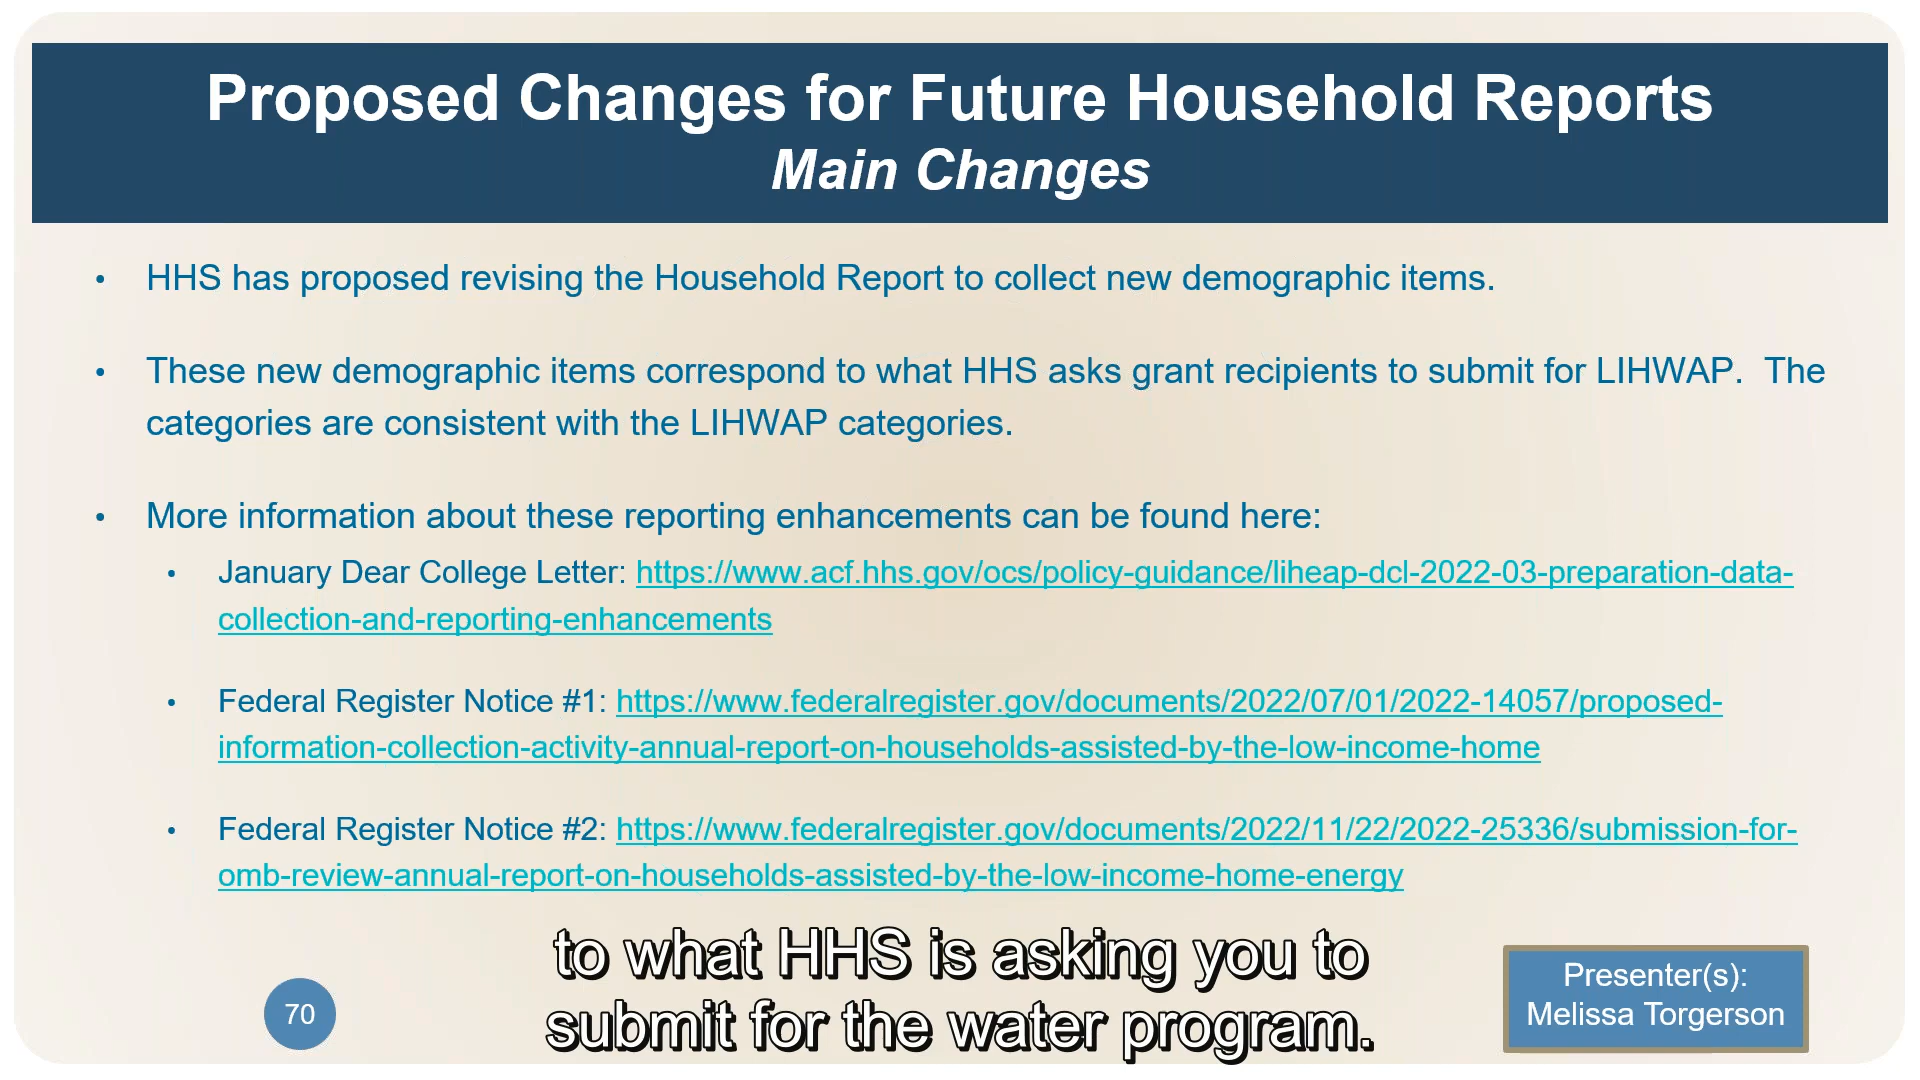 Proposed Changes for Future Household Reports
Main Changes
• HHS has proposed revising the Household Report to collect new demographic items.
• These new demographic items correspond to what HHS asks grant recipients to submit for LIHWAP.  The
categories are consistent with the LIHWAP categories.
• More information about these reporting enhancements can be found here:
• January Dear College Letter: https://www.acf.hhs.gov/ocs/policy-guidance/liheap-dcl-2022-03-preparation-data-
collection-and-reporting-enhancements
• Federal Register Notice #1: https://www.federalregister.gov/documents/2022/07/01/2022-14057/proposed-
information-collection-activity-annual-report-on-households-assisted-by-the-low-income-home
• Federal Register Notice #2: https://www.federalregister.gov/documents/2022/11/22/2022-25336/submission-for-
omb-review-annual-report-on-households-assisted-by-the-low-income-home-energy
to what HHS is asking you to
submit for the water program.
70
Presenter(s):
Melissa Torgerson